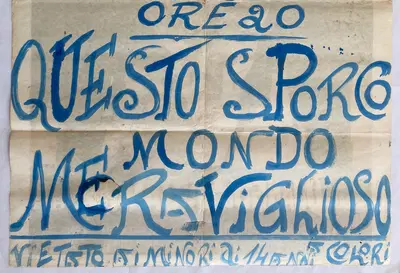 ORE 20
QUESTO SPORCO
MONDO
MERAVIGLIOSO
VIETATO AI MINORI DI 14 ANNI A COLORI